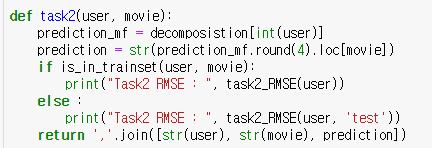 def task2(user, movie):
    prediction_mf = decomposistion[int(user)]
    prediction = str(prediction_mf.round(4).loc[movie])
    if is_in_trainset(user, movie):
        print("Task2 RMSE : ", task2_RMSE(user))
    else :
        print("Task2 RMSE : ", task2_RMSE(user, 'test'))
    return ','.join([str(user), str(movie), prediction])